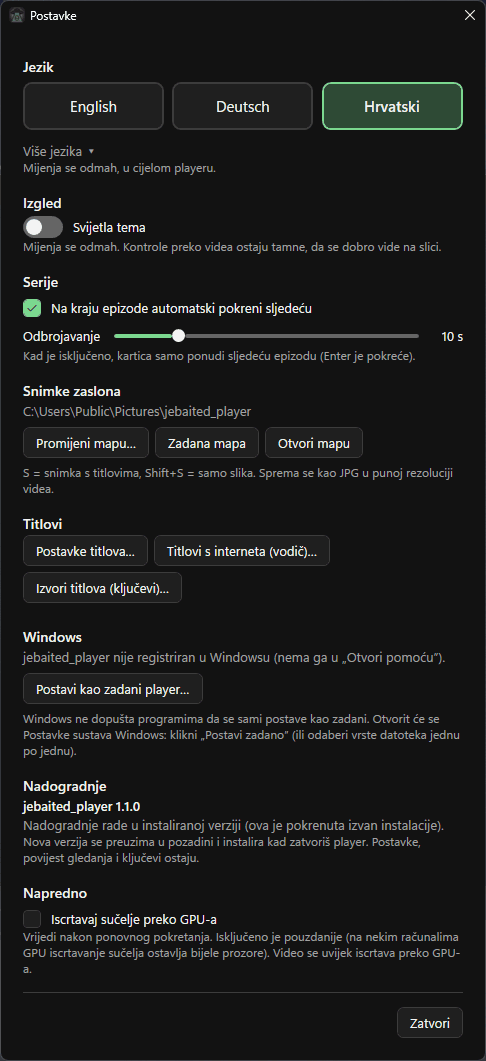 Postavke
Jezik
English
Deutsch
Hrvatski
Više jezika
Mijenja se odmah, u cijelom playeru.
Izgled
Svijetla tema
Mijenja se odmah. Kontrole preko videa ostaju tamne, da se dobro vide na slici.
Serije
Na kraju epizode automatski pokreni sljedeću
Odbrojavanje 10 s
Kad je isključeno, kartica samo ponudi sljedeću epizodu (Enter je pokreće).
Snimke zaslona
C:\Users\Public\Pictures\jebaited_player
Promijeni mapu...
Zadana mapa
Otvori mapu
S = snimka s titlovima, Shift+S = samo slika. Sprema se kao JPG u punoj rezoluciji
videa.
Titlovi
Postavke titlova...
Titlovi s interneta (vodič)...
Izvori titlova (ključevi)...
Windows
jebaited_player nije registriran u Windowsu (nema ga u „Otvori pomoću”).
Postavi kao zadani player...
Windows ne dopušta programima da se sami postave kao zadani. Otvorit će se
Postavke sustava Windows: klikni „Postavi zadano” (ili odaberi vrste datoteka jednu
po jednu).
Nadogradnje
jebaited_player 1.1.0
Nadogradnje rade u instaliranoj verziji (ova je pokrenuta izvan instalacije).
Nova verzija se preuzima u pozadini i instalira kad zatvoriš player. Postavke,
povijest gledanja i ključevi ostaju.
Napredno
Iscrtavaj sučelje preko GPU-a
Vrijedi nakon ponovnog pokretanja. Isključeno je pouzdanije (na nekim računalima
GPU iscrtavanje sučelja ostavlja bijele prozore). Video se uvijek iscrtava preko GPU-
a.
Zatvori